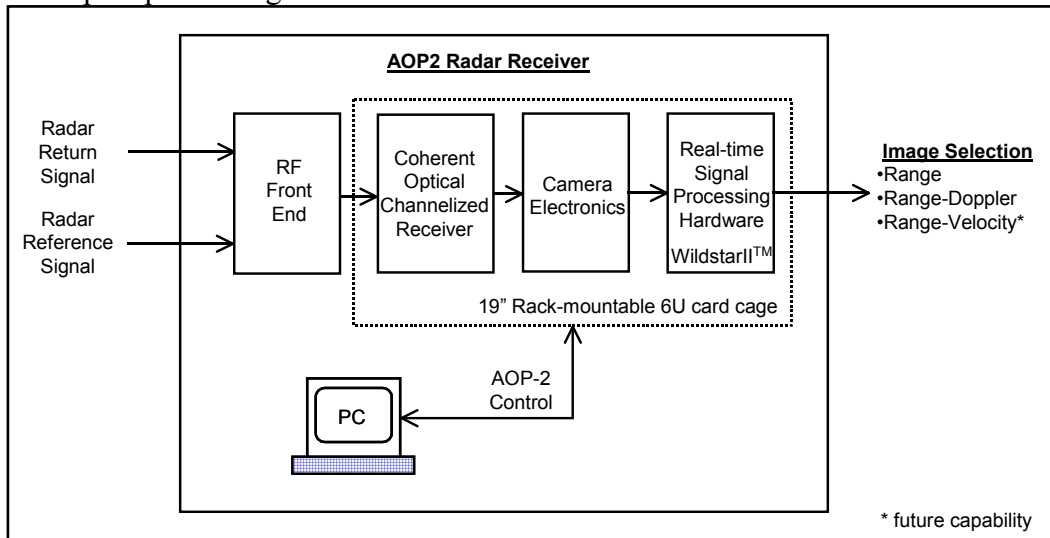 AOP2 Radar Receiver
Radar
Return
Signal
Radar
Reference
Signal
RF
Front
End
Coherent
Optical
Channelized
Receiver
Camera
Electronics
Real-time
Signal
Processing
Hardware
WildstarII™
19” Rack-mountable 6U card cage
AOP-2
Control
PC
Image Selection
•Range
•Range-Doppler
•Range-Velocity*
* future capability